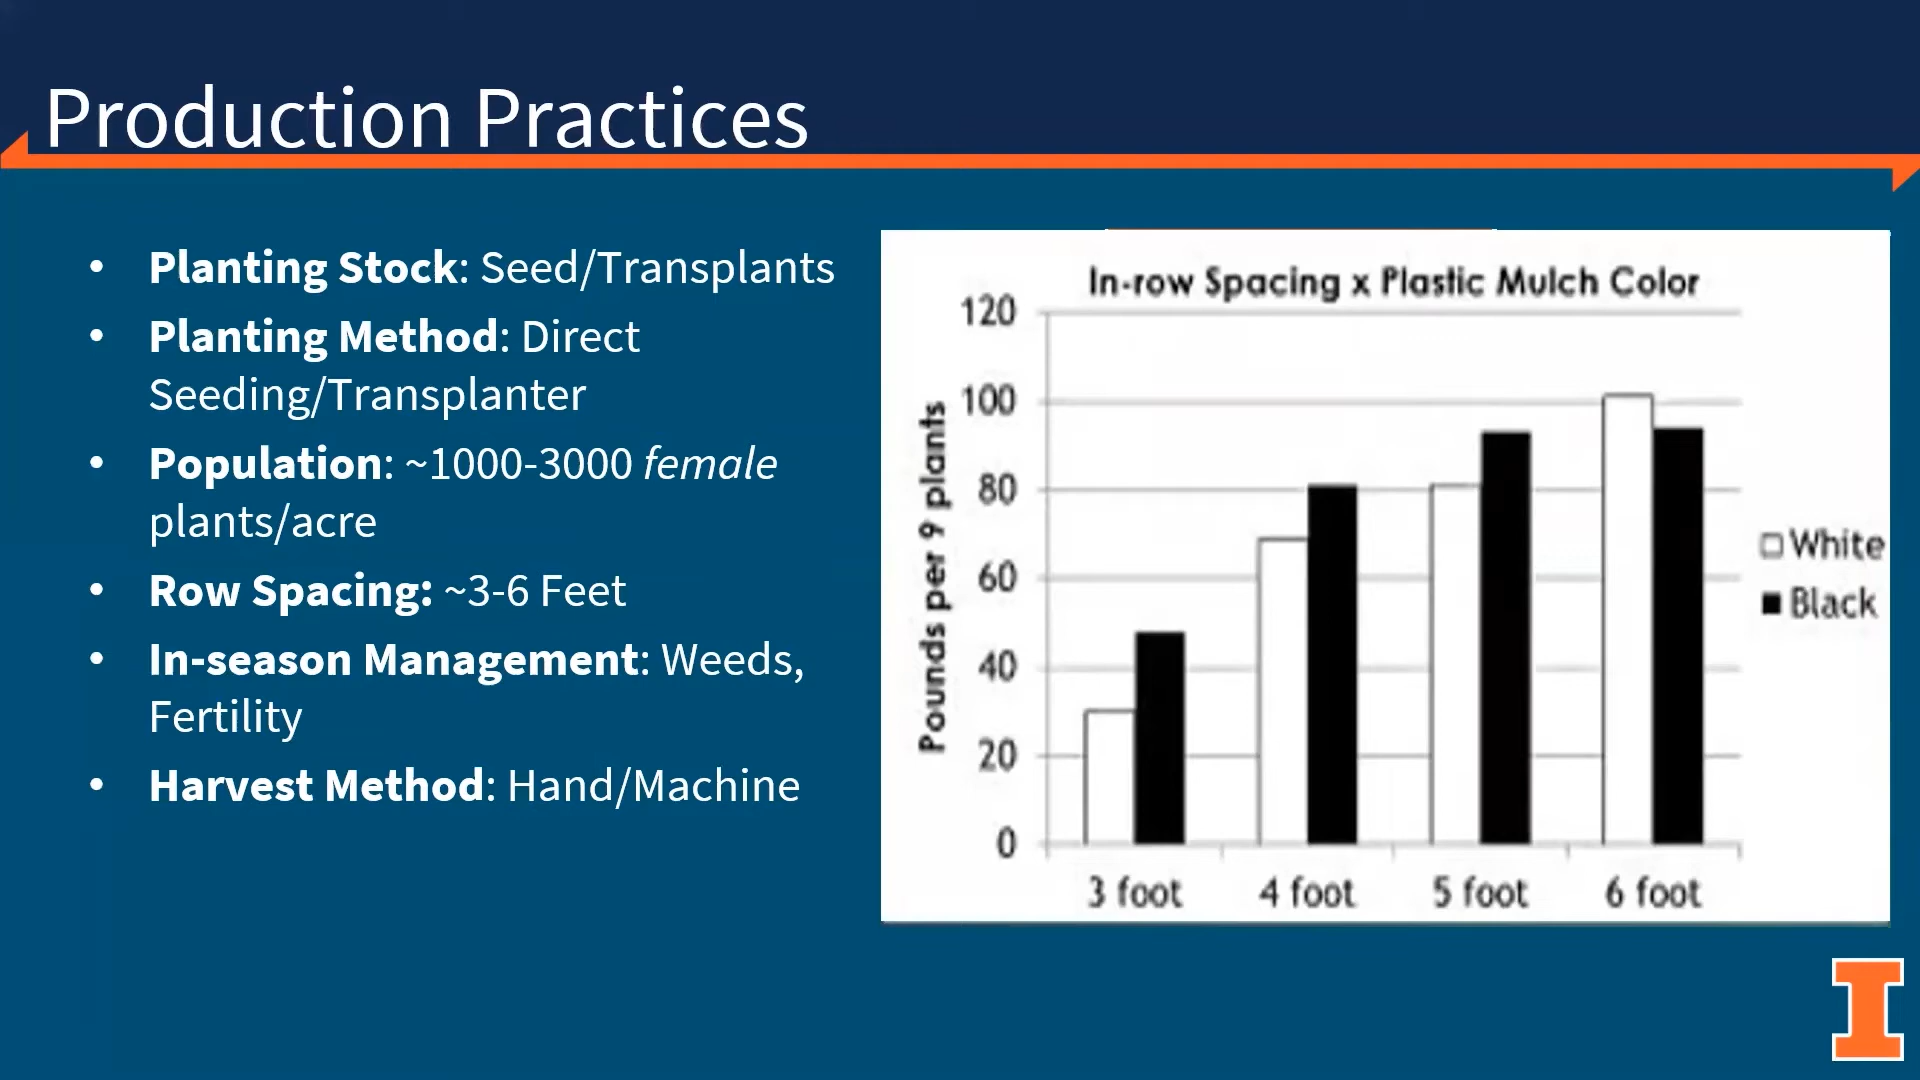 Production Practices
• Planting Stock: Seed/Transplants
• Planting Method: Direct
Seeding/Transplanter
• Population: ~1000-3000 female
plants/acre
• Row Spacing: ~3-6 Feet
• In-season Management: Weeds,
Fertility
• Harvest Method: Hand/Machine
In-row Spacing x Plastic Mulch Color
Pounds per 9 plants
120
100
80
60
40
20
0
3 foot 4 foot 5 foot 6 foot
White
Black
I